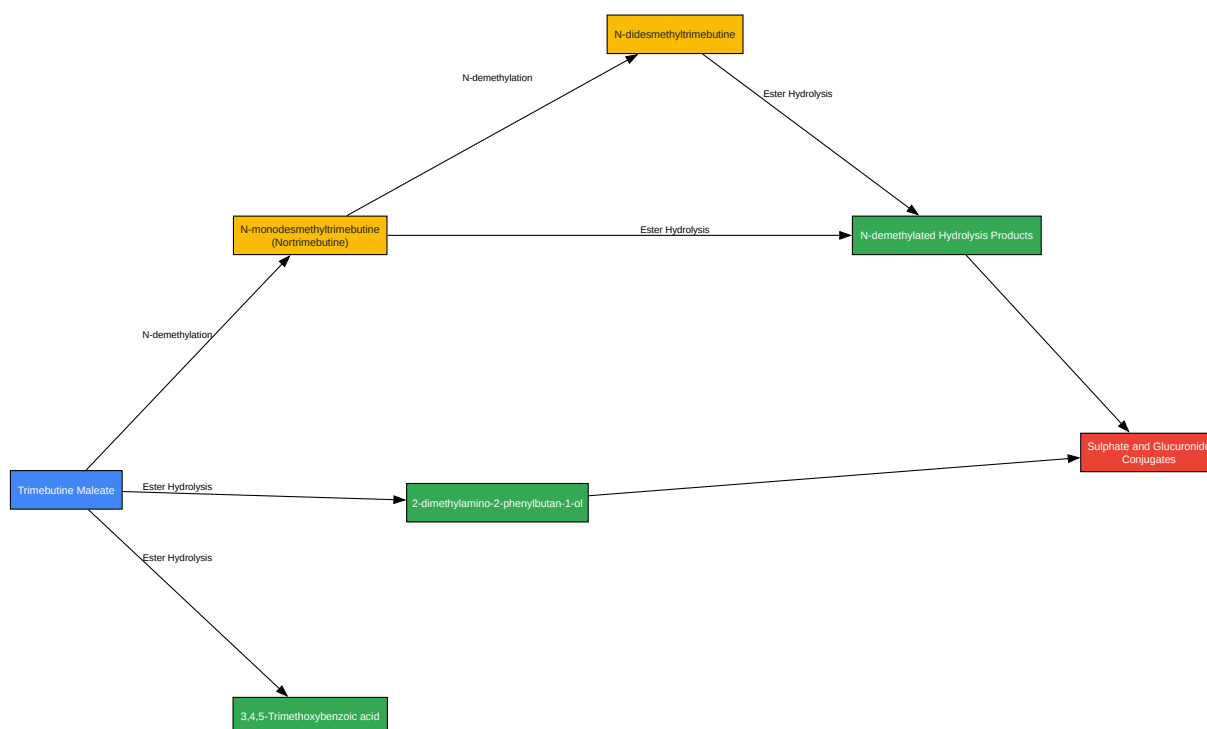 N-didesmethyltrimebutine
N-demethylation
Ester Hydrolysis
N-monodesmethyltrimebutine
(Nortrimebutine)
Ester Hydrolysis
N-demethylated Hydrolysis Products
N-demethylation
Sulphate and Glucuronide
Conjugates
Trimebutine Maleate
Ester Hydrolysis
2-dimethylamino-2-phenylbutan-1-ol
Ester Hydrolysis
3,4,5-Trimethoxybenzoic acid